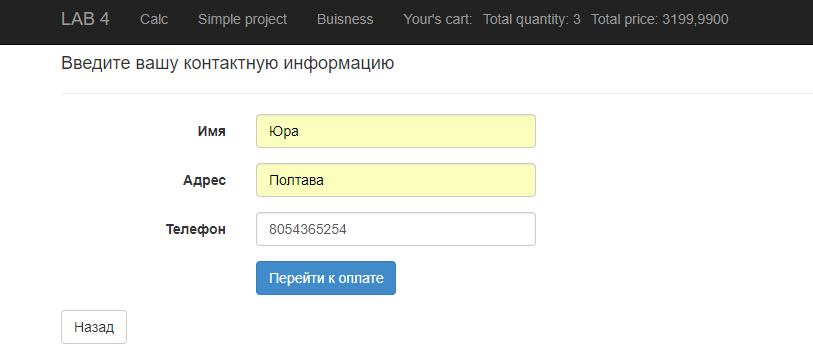 LAB 4 Calc Simple project Buisness Your's cart: Total quantity: 3 Total price: 3199,9900
Введите вашу контактную информацию
Имя Юра
Адрес Полтава
Телефон 8054365254
Перейти к оплате
Назад